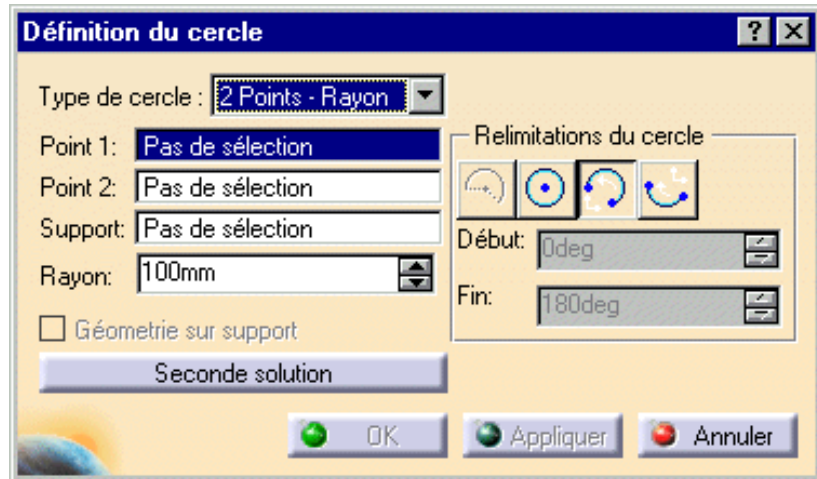 Définition du cercle
Type de cercle : 2 Points - Rayon
Point 1: Pas de sélection
Point 2: Pas de sélection
Support: Pas de sélection
Rayon: 100mm
Géometrie sur support
Seconde solution
Relimitations du cercle
Début: 0deg
Fin: 180deg
OK Appliquer Annuler